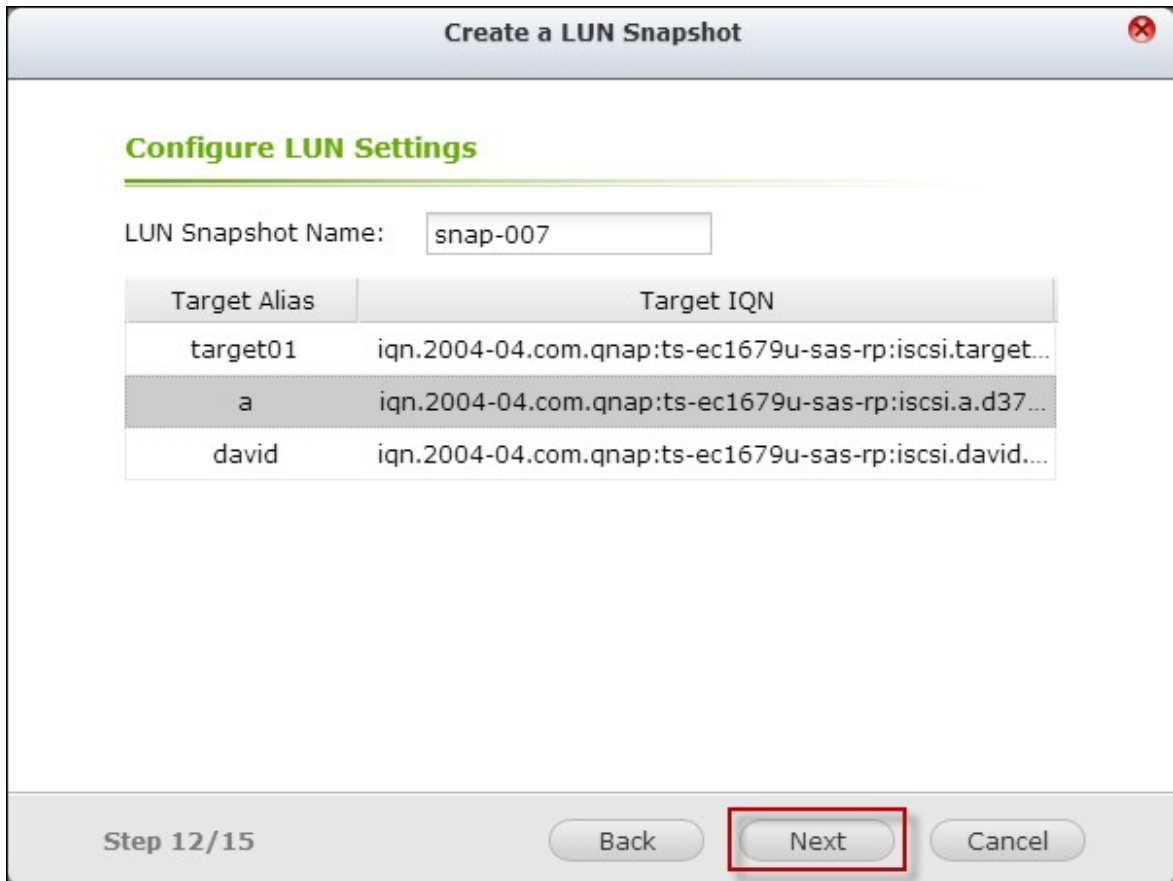 Create a LUN Snapshot
Configure LUN Settings
LUN Snapshot Name: snap-007
Target Alias Target IQN
target01 iqn.2004-04.com.qnap:ts-ec1679u-sas-rp:iscsi.target...
a iqn.2004-04.com.qnap:ts-ec1679u-sas-rp:iscsi.a.d37...
david iqn.2004-04.com.qnap:ts-ec1679u-sas-rp:iscsi.david....
Step 12/15 Back Next Cancel